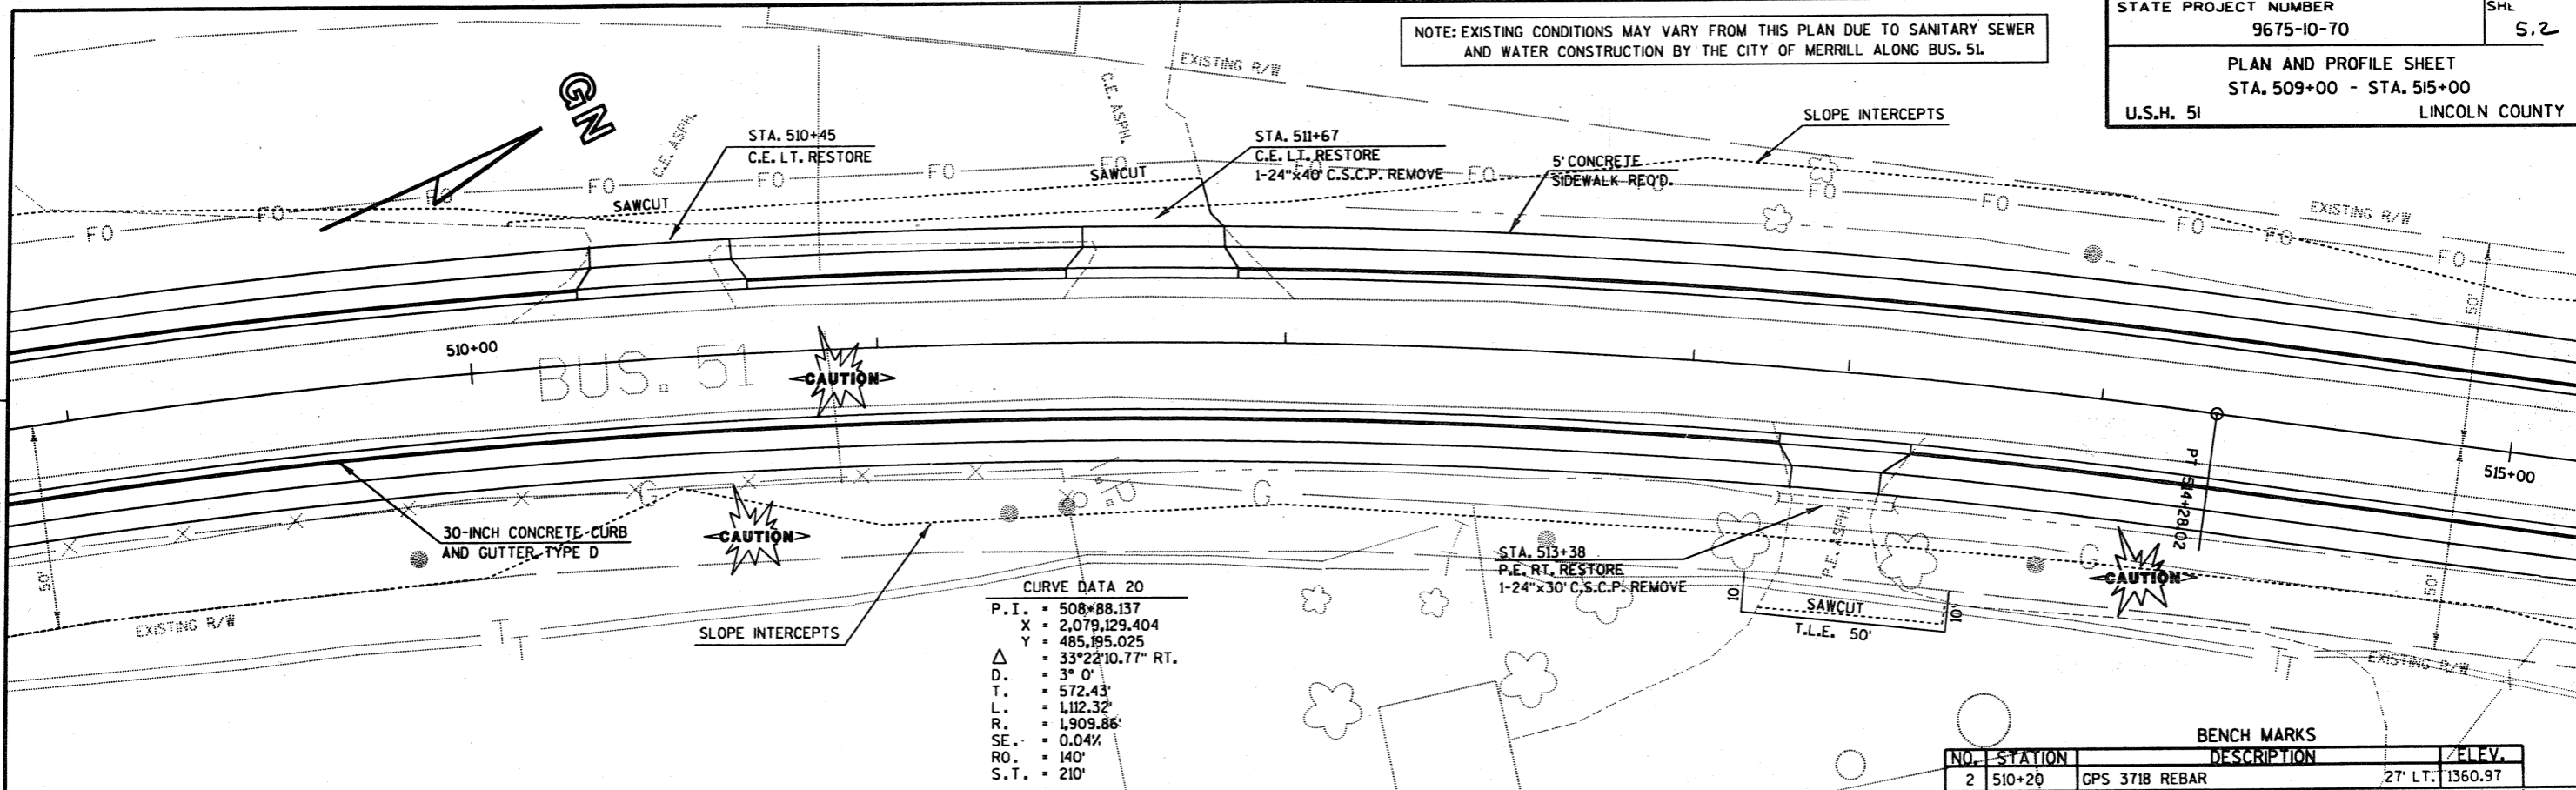 NOTE: EXISTING CONDITIONS MAY VARY FROM THIS PLAN DUE TO SANITARY SEWER
AND WATER CONSTRUCTION BY THE CITY OF MERRILL ALONG BUS. 51.
STATE PROJECT NUMBER
9675-10-70
5.2
PLAN AND PROFILE SHEET
STA. 509+00 - STA. 515+00
U.S.H. 51 LINCOLN COUNTY
EXISTING R/W
GN
C.E. ASPH.
C.E. ASPH.
SLOPE INTERCEPTS
STA. 510+45
C.E. LT. RESTORE
STA. 511+67
C.E. LT. RESTORE
1-24"x40' C.S.C.P. REMOVE
5' CONCRETE
SIDEWALK REQ'D.
FO FO FO FO FO FO FO FO FO FO FO FO FO
SAWCUT
SAWCUT
EXISTING R/W
50'
510+00
BUS. 51
CAUTION
PT 514+28.02
515+00
30-INCH CONCRETE CURB
AND GUTTER TYPE D
CAUTION
G
G
G
CAUTION
50'
50'
EXISTING R/W
SLOPE INTERCEPTS
T
T
T
STA. 513+38
P.E. RT. RESTORE
1-24"x30' C.S.C.P. REMOVE
P.E. ASPH.
10'
SAWCUT
10'
T.L.E. 50'
TT
EXISTING R/W
CURVE DATA 20
P.I. = 508+88.137
X = 2,079,129.404
Y = 485,195.025
Δ = 33°22'10.77" RT.
D. = 3° 0'
T. = 572.43'
L. = 1,112.32'
R. = 1,909.86'
SE. = 0.04%
RO. = 140'
S.T. = 210'
BENCH MARKS
NO. STATION DESCRIPTION ELEV.
2 510+20 GPS 3718 REBAR 27' LT. 1360.97